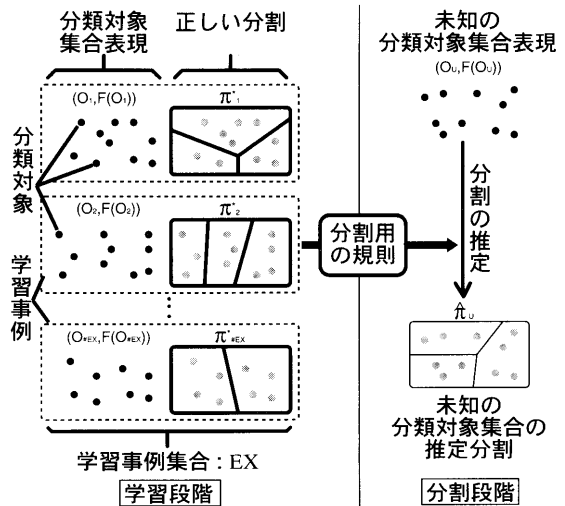 分類対象
集合表現
正しい分割
(O₁,F(O₁))
π*₁
分類対象
(O₂,F(O₂))
π*₂
学習事例
(O#EX,F(O#EX))
π*#EX
学習事例集合：EX
学習段階
分割用
の規則
未知の
分類対象集合表現
(Oᴜ,F(Oᴜ))
分割の推定
π̂ᴜ
未知の
分類対象集合の
推定分割
分割段階